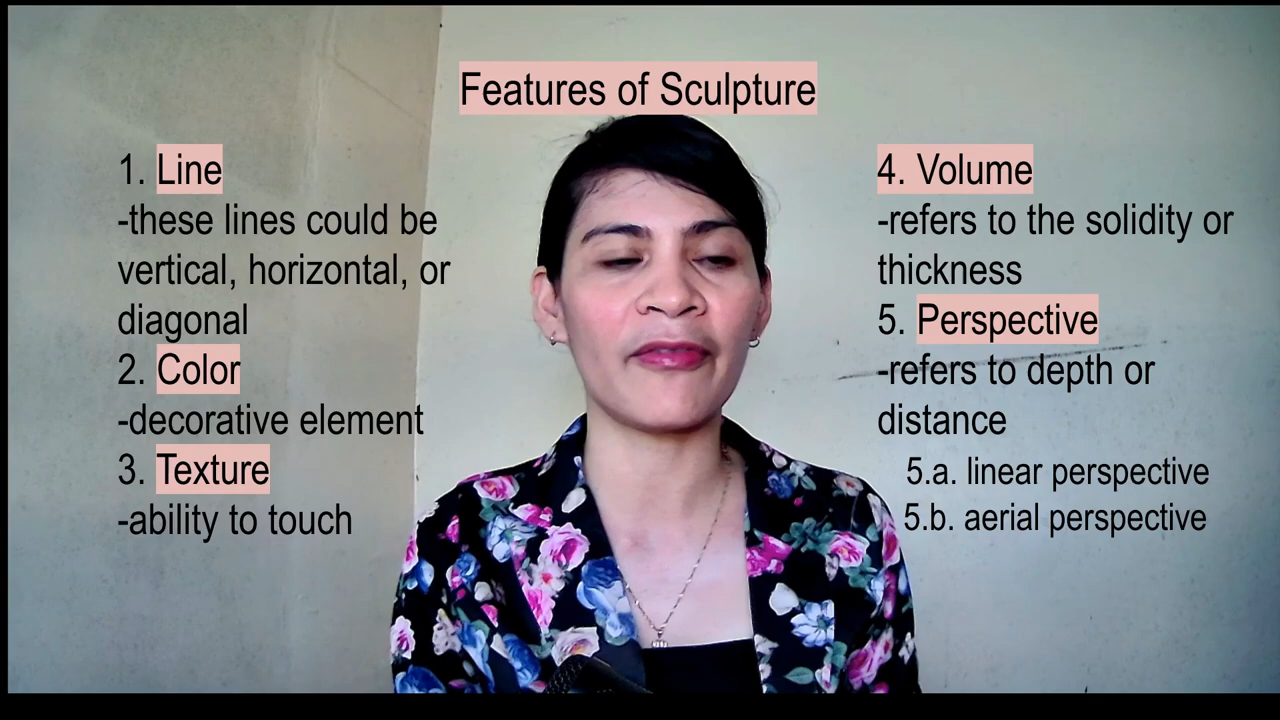 Features of Sculpture
1. Line
-these lines could be
vertical, horizontal, or
diagonal
2. Color
-decorative element
3. Texture
-ability to touch
4. Volume
-refers to the solidity or
thickness
5. Perspective
-refers to depth or
distance
5.a. linear perspective
5.b. aerial perspective